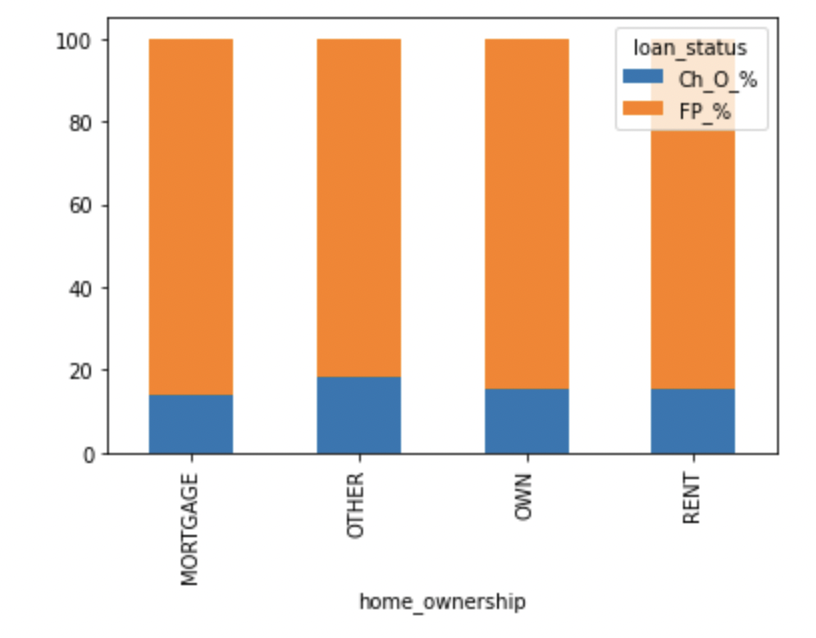 100
80
60
40
20
0
loan_status
Ch_O_%
FP_%
MORTGAGE
OTHER
OWN
RENT
home_ownership